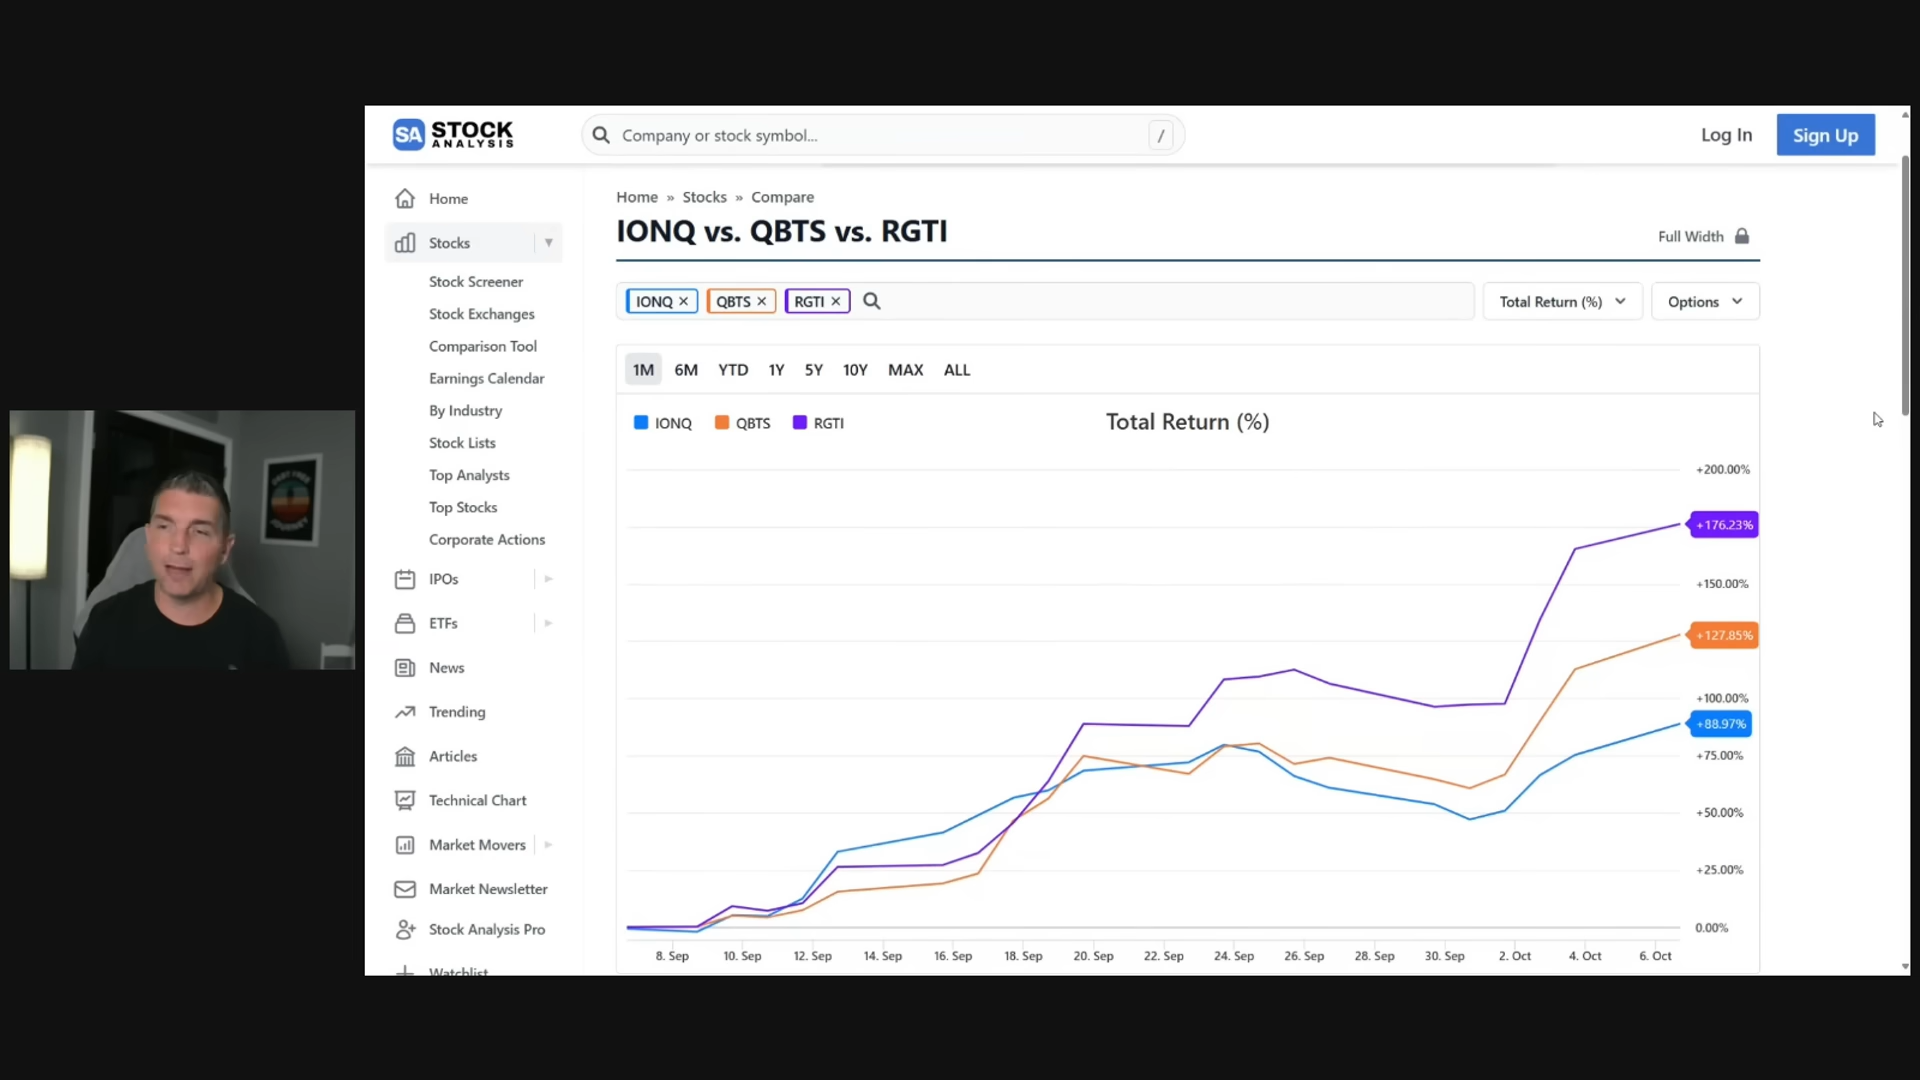 SA STOCK ANALYSIS
Company or stock symbol...
/
Log In
Sign Up
Home
Stocks
Stock Screener
Stock Exchanges
Comparison Tool
Earnings Calendar
By Industry
Stock Lists
Top Analysts
Top Stocks
Corporate Actions
IPOs
ETFs
News
Trending
Articles
Technical Chart
Market Movers
Market Newsletter
Stock Analysis Pro
Watchlist
Home » Stocks » Compare
IONQ vs. QBTS vs. RGTI
Full Width
IONQ × QBTS × RGTI ×
Total Return (%)
Options
1M 6M YTD 1Y 5Y 10Y MAX ALL
IONQ QBTS RGTI
Total Return (%)
+200.00%
+176.23%
+150.00%
+127.85%
+100.00%
+88.97%
+75.00%
+50.00%
+25.00%
0.00%
8. Sep 10. Sep 12. Sep 14. Sep 16. Sep 18. Sep 20. Sep 22. Sep 24. Sep 26. Sep 28. Sep 30. Sep 2. Oct 4. Oct 6. Oct
JOURNEY